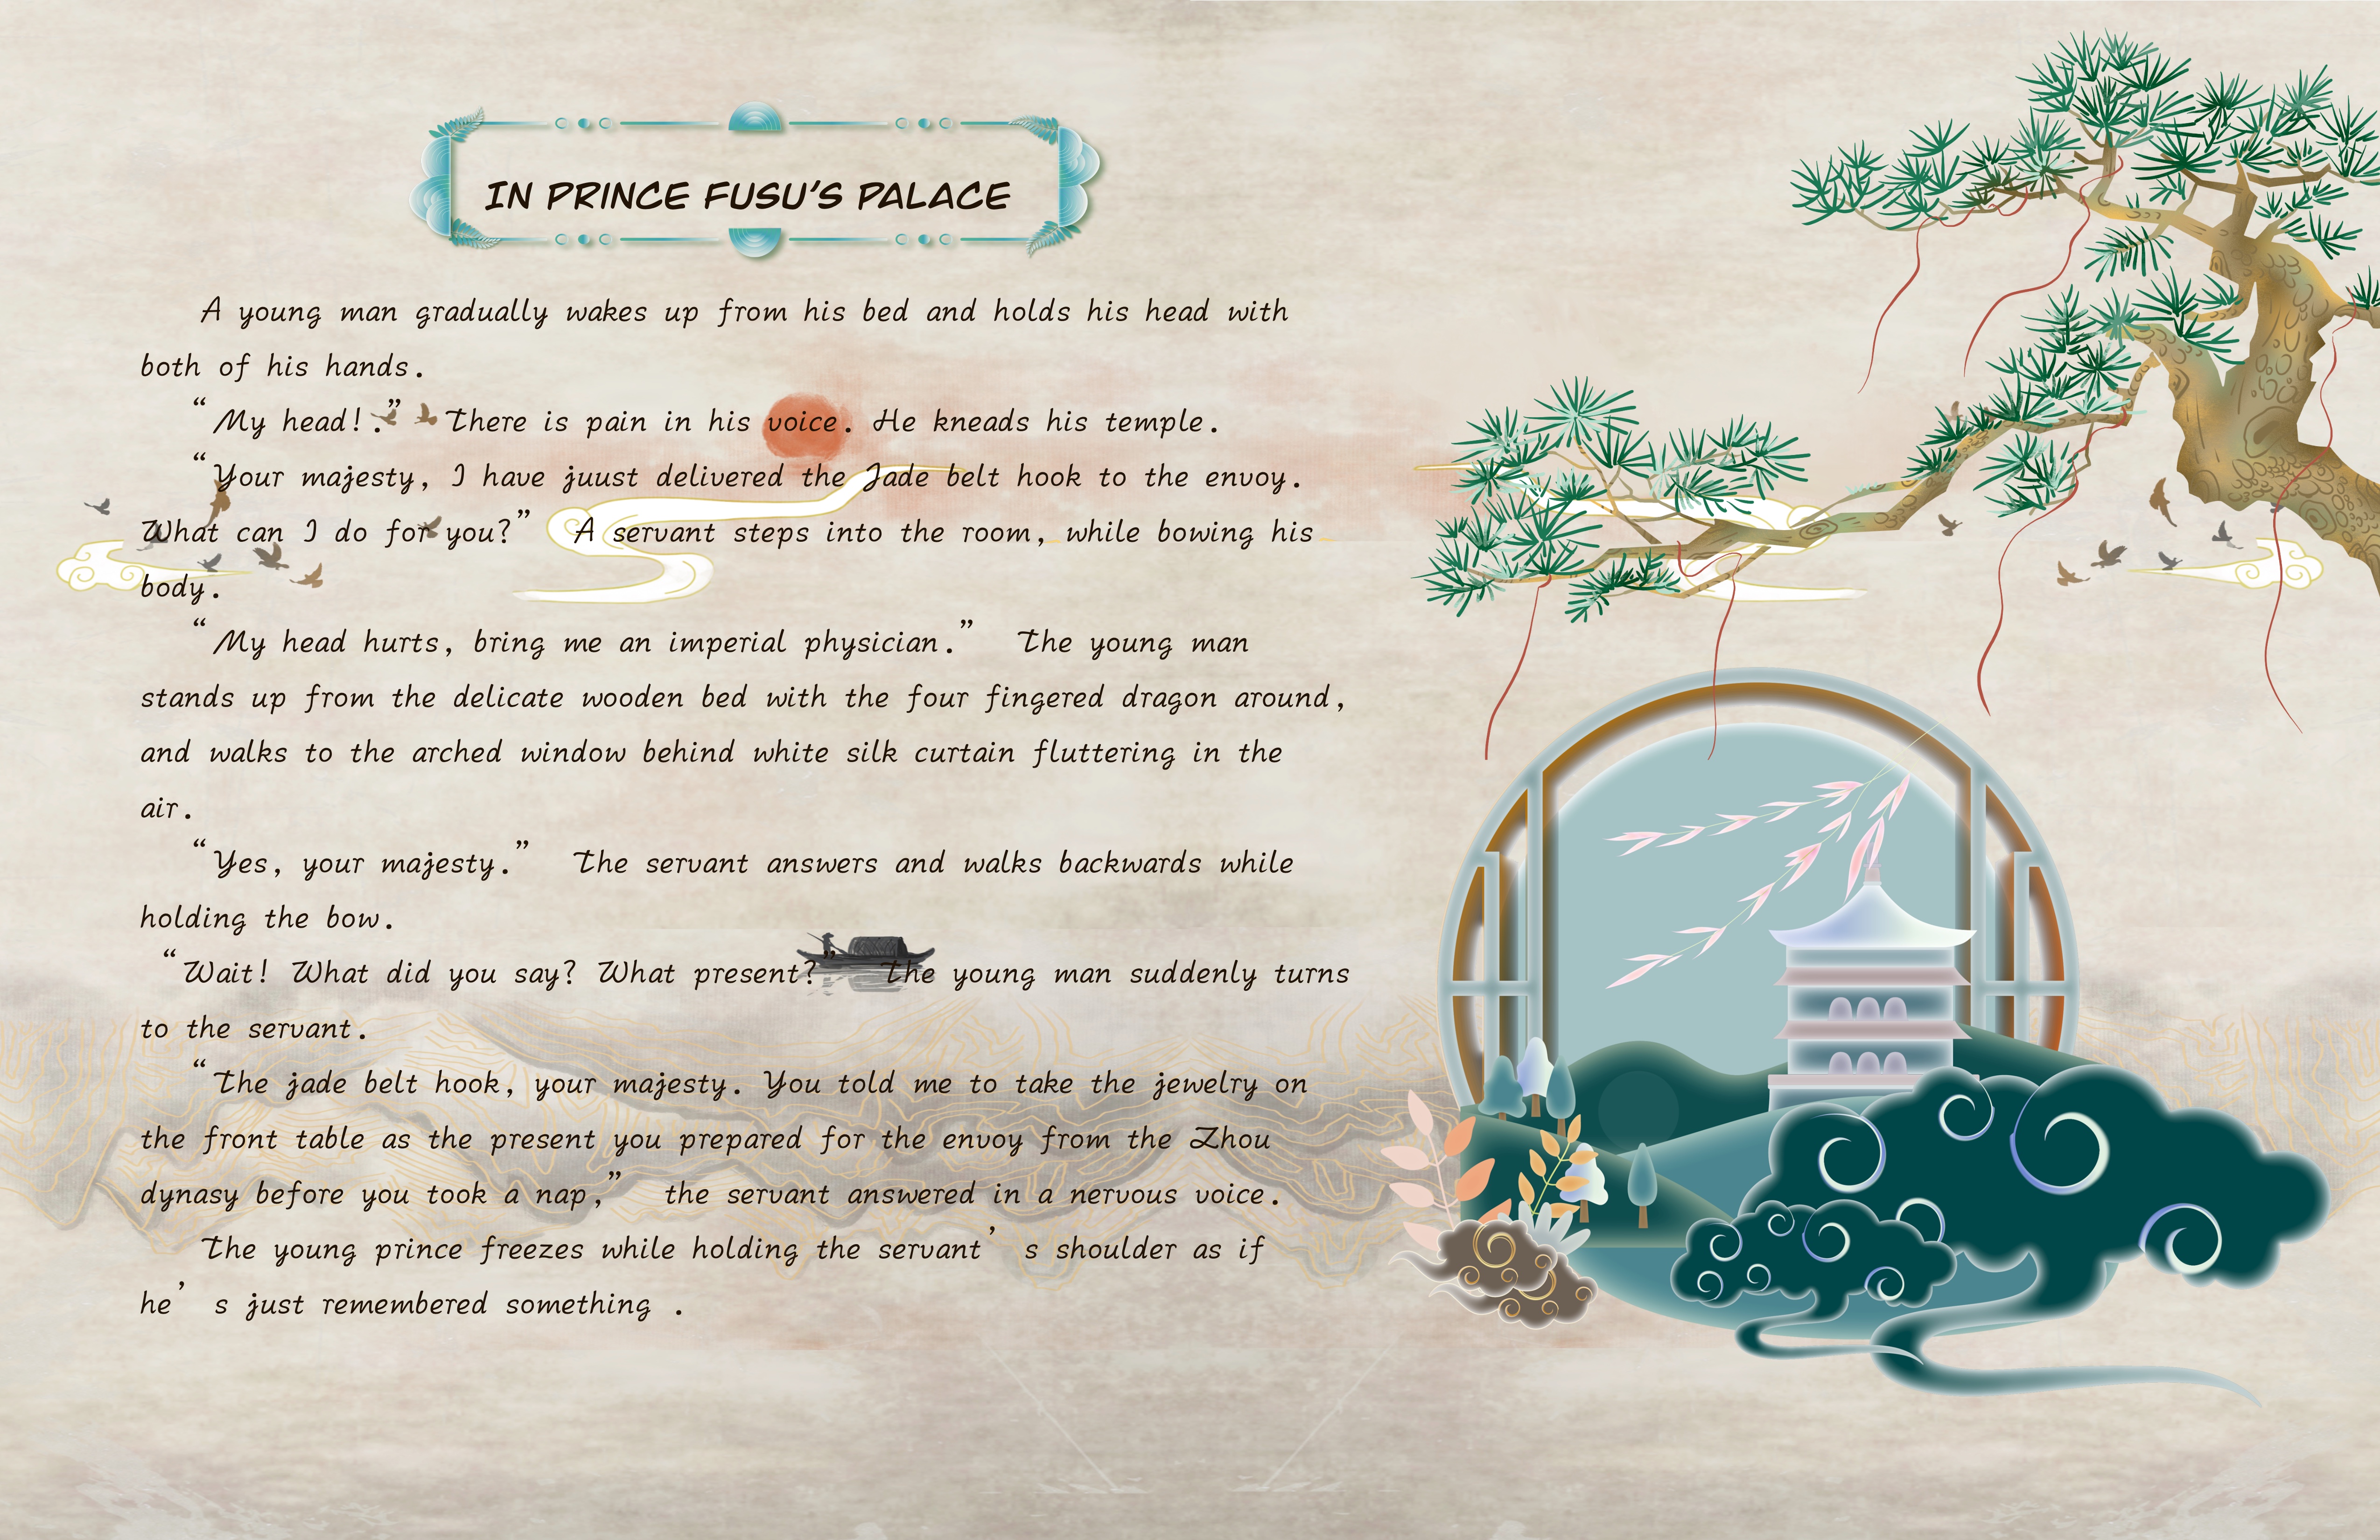 IN PRINCE FUSU'S PALACE
A young man gradually wakes up from his bed and holds his head with
both of his hands.
“My head!.” There is pain in his voice. He kneads his temple.
“Your majesty, I have juust delivered the Jade belt hook to the envoy.
What can I do for you?” A servant steps into the room, while bowing his
body.
“My head hurts, bring me an imperial physician.” The young man
stands up from the delicate wooden bed with the four fingered dragon around,
and walks to the arched window behind white silk curtain fluttering in the
air.
“Yes, your majesty.” The servant answers and walks backwards while
holding the bow.
“Wait! What did you say? What present?” The young man suddenly turns
to the servant.
“The jade belt hook, your majesty. You told me to take the jewelry on
the front table as the present you prepared for the envoy from the Zhou
dynasy before you took a nap,” the servant answered in a nervous voice.
The young prince freezes while holding the servant’ s shoulder as if
he’ s just remembered something .